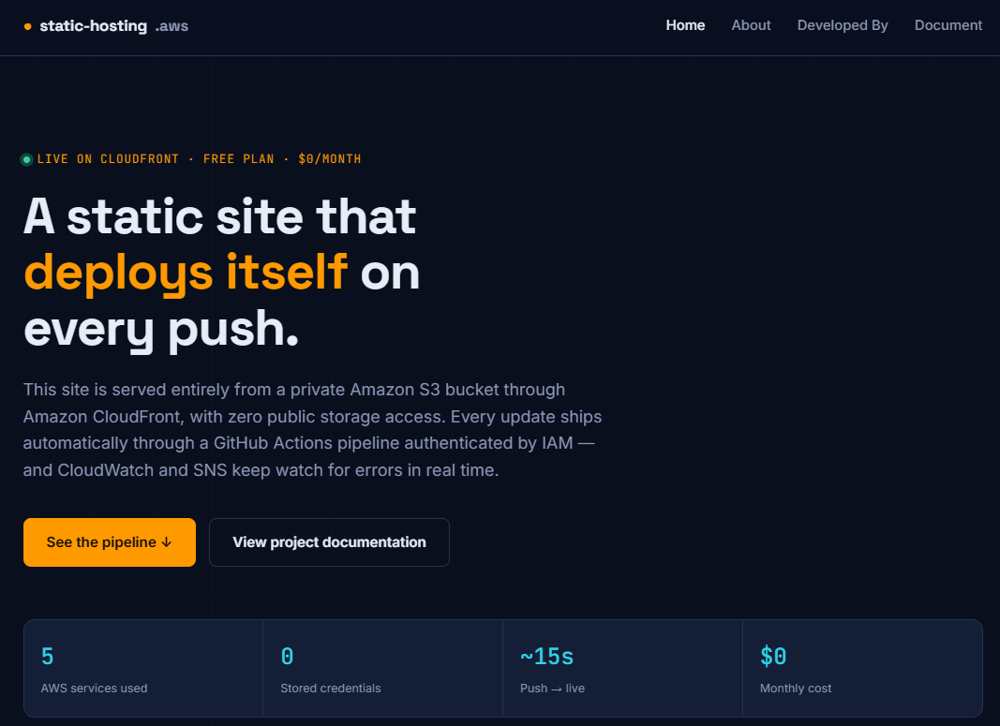 static-hosting .aws
Home About Developed By Document
LIVE ON CLOUDFRONT · FREE PLAN · $0/MONTH
A static site that
deploys itself on
every push.
This site is served entirely from a private Amazon S3 bucket through
Amazon CloudFront, with zero public storage access. Every update ships
automatically through a GitHub Actions pipeline authenticated by IAM —
and CloudWatch and SNS keep watch for errors in real time.
See the pipeline ↓
View project documentation
5
AWS services used
0
Stored credentials
~15s
Push → live
$0
Monthly cost